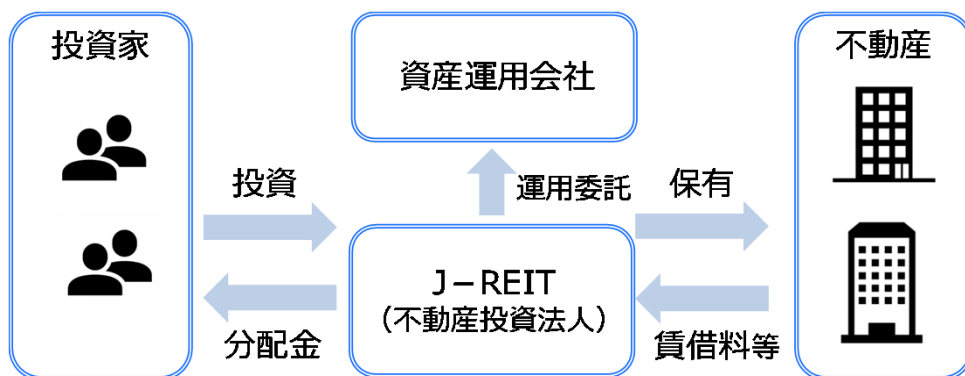 投資家
資産運用会社
不動産
投資
運用委託
保有
J－REIT
（不動産投資法人）
分配金
賃借料等